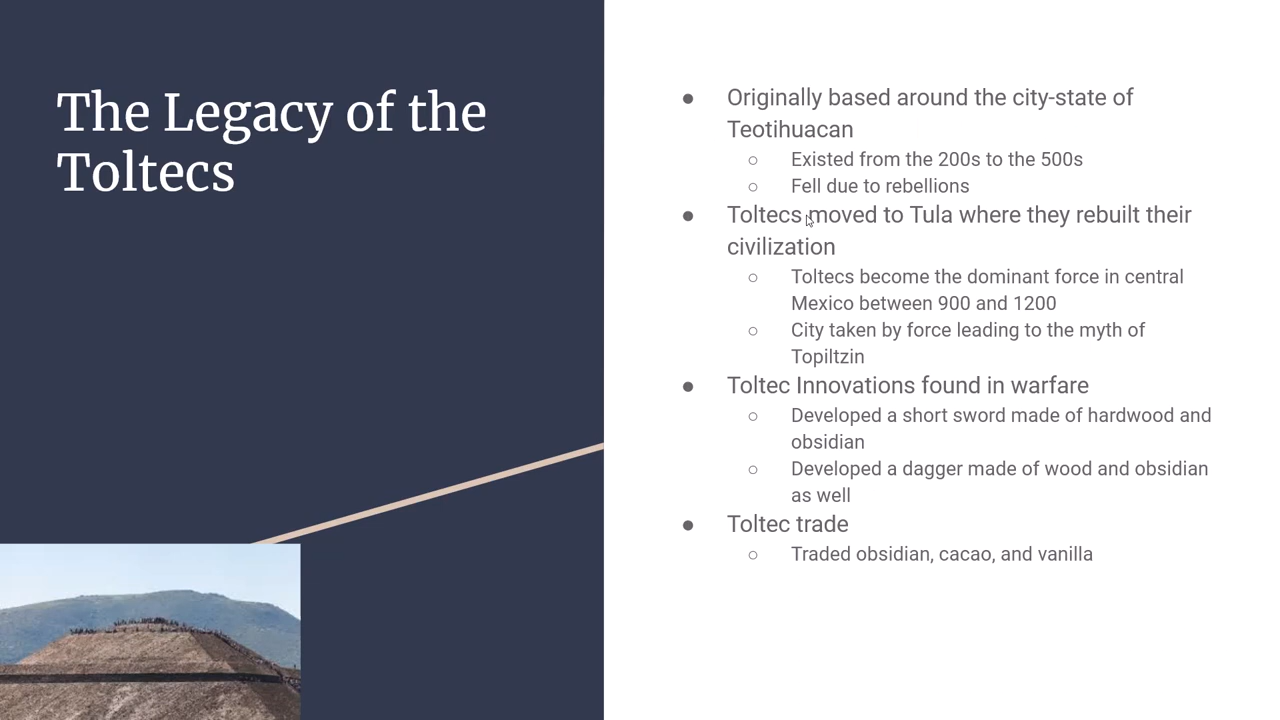 The Legacy of the
Toltecs
● Originally based around the city-state of
Teotihuacan
○ Existed from the 200s to the 500s
○ Fell due to rebellions
● Toltecs moved to Tula where they rebuilt their
civilization
○ Toltecs become the dominant force in central
Mexico between 900 and 1200
○ City taken by force leading to the myth of
Topiltzin
● Toltec Innovations found in warfare
○ Developed a short sword made of hardwood and
obsidian
○ Developed a dagger made of wood and obsidian
as well
● Toltec trade
○ Traded obsidian, cacao, and vanilla